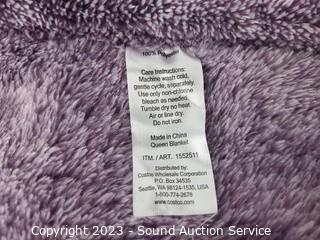 100% Polyester
Care Instructions:
Machine wash cold,
gentle cycle, separately.
Use only non-chlorine
bleach as needed.
Tumble dry no heat.
Air or line dry.
Do not iron.
Made in China
Queen Blanket
ITM. / ART. 1552511
Distributed by:
Costco Wholesale Corporation
P.O. Box 34535
Seattle, WA 98124-1535, USA
1-800-774-2678
www.costco.com
Copyright 2023 - Sound Auction Service